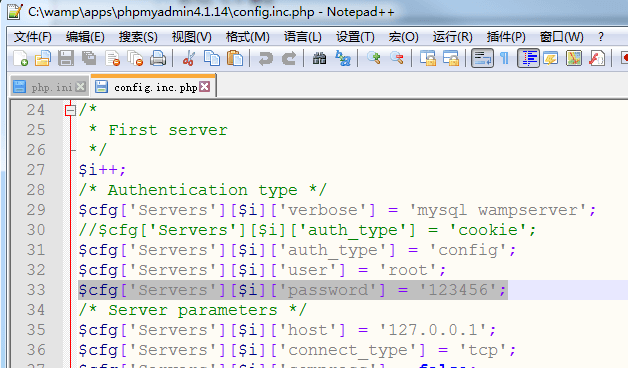 C:\wamp\apps\phpmyadmin4.1.14\config.inc.php - Notepad++
文件(F) 编辑(E) 搜索(S) 视图(V) 格式(M) 语言(L) 设置(T) 宏(O) 运行(R) 插件(P) 窗口(W) ?
php.ini config.inc.php
24 /*
25 * First server
26 */
27 $i++;
28 /* Authentication type */
29 $cfg['Servers'][$i]['verbose'] = 'mysql wampserver';
30 //$cfg['Servers'][$i]['auth_type'] = 'cookie';
31 $cfg['Servers'][$i]['auth_type'] = 'config';
32 $cfg['Servers'][$i]['user'] = 'root';
33 $cfg['Servers'][$i]['password'] = '123456';
34 /* Server parameters */
35 $cfg['Servers'][$i]['host'] = '127.0.0.1';
36 $cfg['Servers'][$i]['connect_type'] = 'tcp';